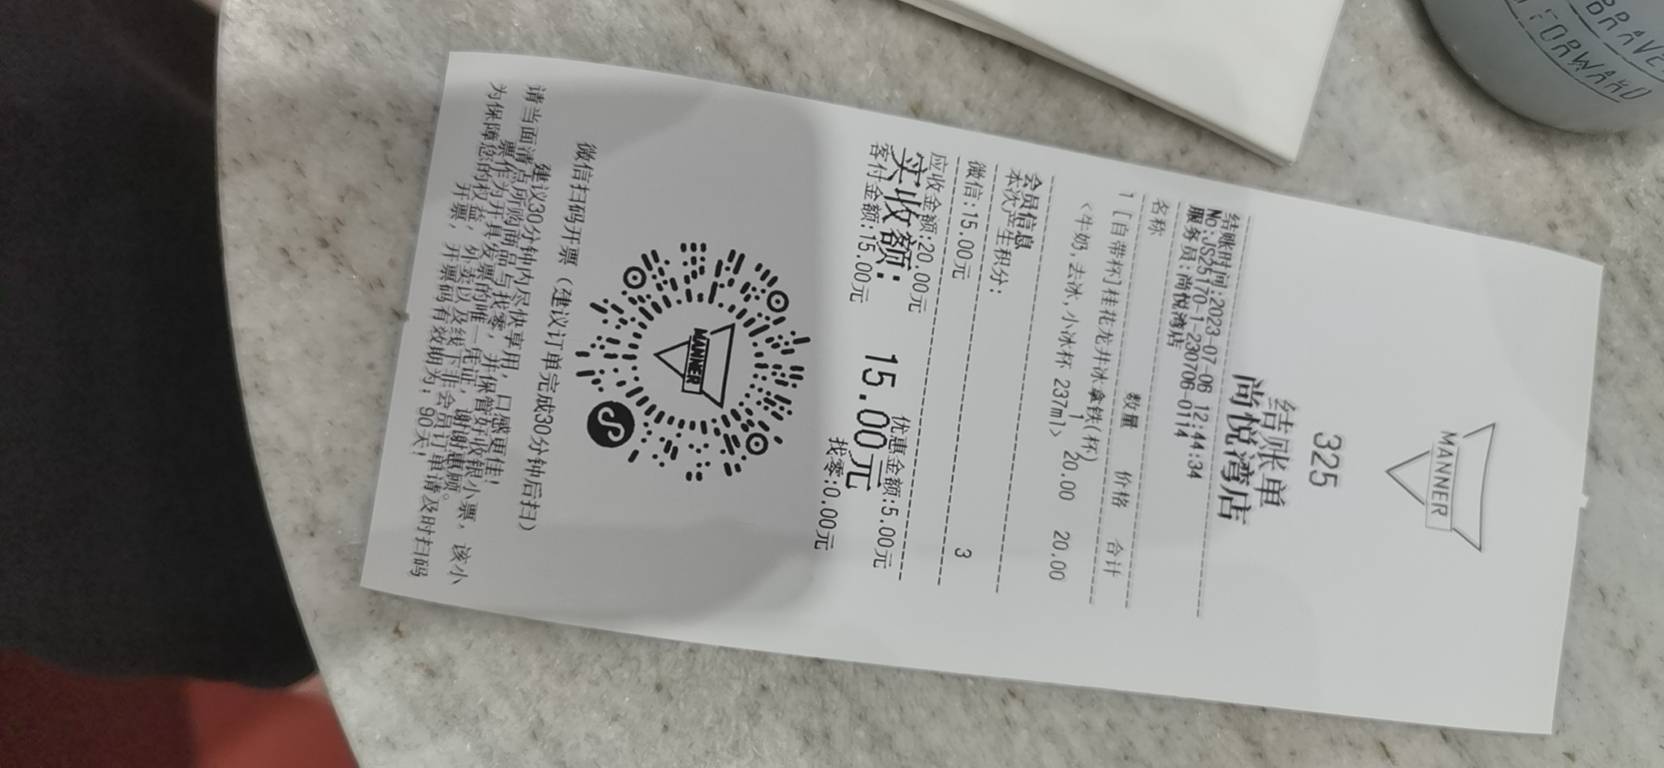 MANNER
325
结账单
尚悦湾店
结账时间:2023-07-06 12:44:34
No:JS25170-1-230706-0114
服务员:尚悦湾店
名称 数量 价格 合计
1 [自带杯]桂花龙井冰拿铁(杯)
1 20.00 20.00
<牛奶,去冰,小冰杯 237ml>
会员信息
本次产生积分: 3
微信:15.00元
应收金额:20.00元 优惠金额:5.00元
实收额: 15.00元
客付金额:15.00元 找零:0.00元
MANNER
微信扫码开票（建议订单完成30分钟后扫）
建议30分钟内尽快享用，口感更佳！
请当面清点所购商品与找零，并保管好收银小票，该小
票作为开具发票的唯一凭证，谢谢惠顾。
为保障您的权益，外卖以及线下非会员订单请及时扫码
开票，开票码有效期为：90天！
BRAVE
FORWARD